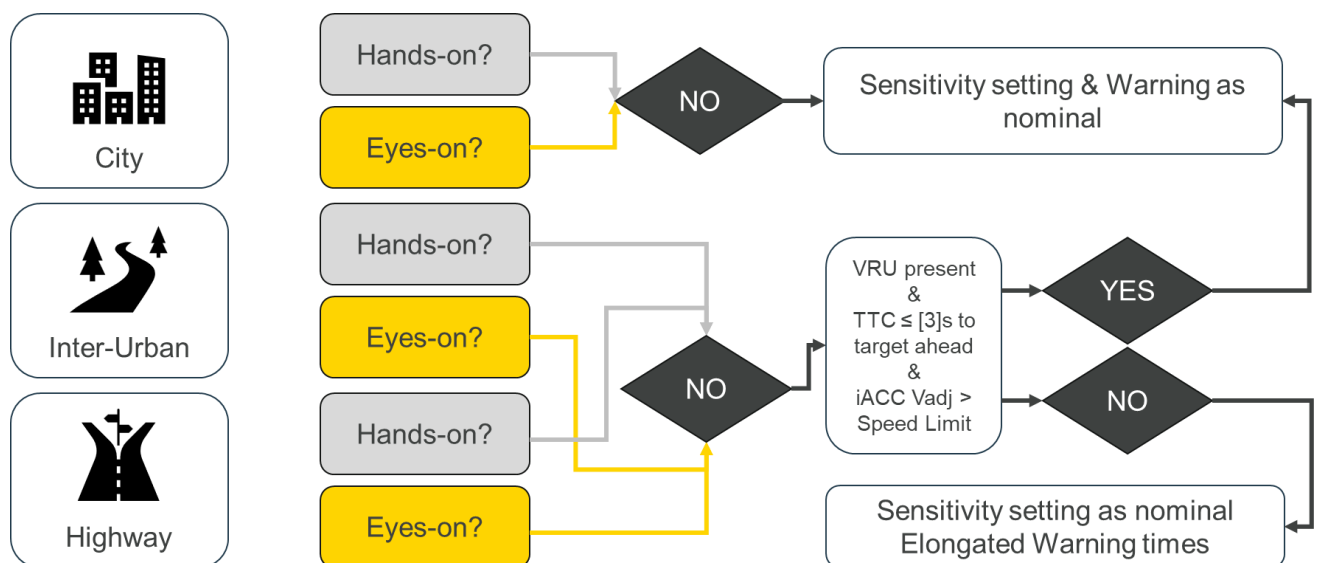 City
Hands-on?
Eyes-on?
NO
Sensitivity setting & Warning as
nominal
Inter-Urban
Hands-on?
Eyes-on?
Highway
Hands-on?
Eyes-on?
NO
VRU present
&
TTC ≤ [3]s to
target ahead
&
iACC Vadj >
Speed Limit
YES
NO
Sensitivity setting as nominal
Elongated Warning times